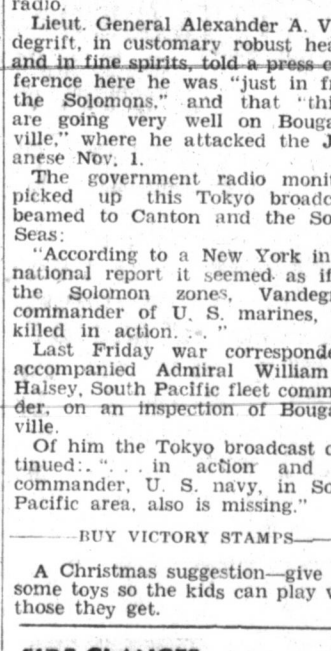 radio.
Lieut. General Alexander A. V
degrift, in customary robust hea
and in fine spirits, told a press c
ference here he was "just in fr
the Solomons," and that "thi
are going very well on Bouga
ville," where he attacked the J
anese Nov. 1.
The government radio monit
picked up this Tokyo broadc
beamed to Canton and the So
Seas:
"According to a New York in
national report it seemed as if
the Solomon zones, Vandegr
commander of U. S. marines,
killed in action. . . "
Last Friday war corresponde
accompanied Admiral William
Halsey, South Pacific fleet comm
der, on an inspection of Bouga
ville.
Of him the Tokyo broadcast c
tinued: ". . . in action and
commander, U. S. navy, in So
Pacific area, also is missing."
BUY VICTORY STAMPS
A Christmas suggestion—give
some toys so the kids can play w
those they get.